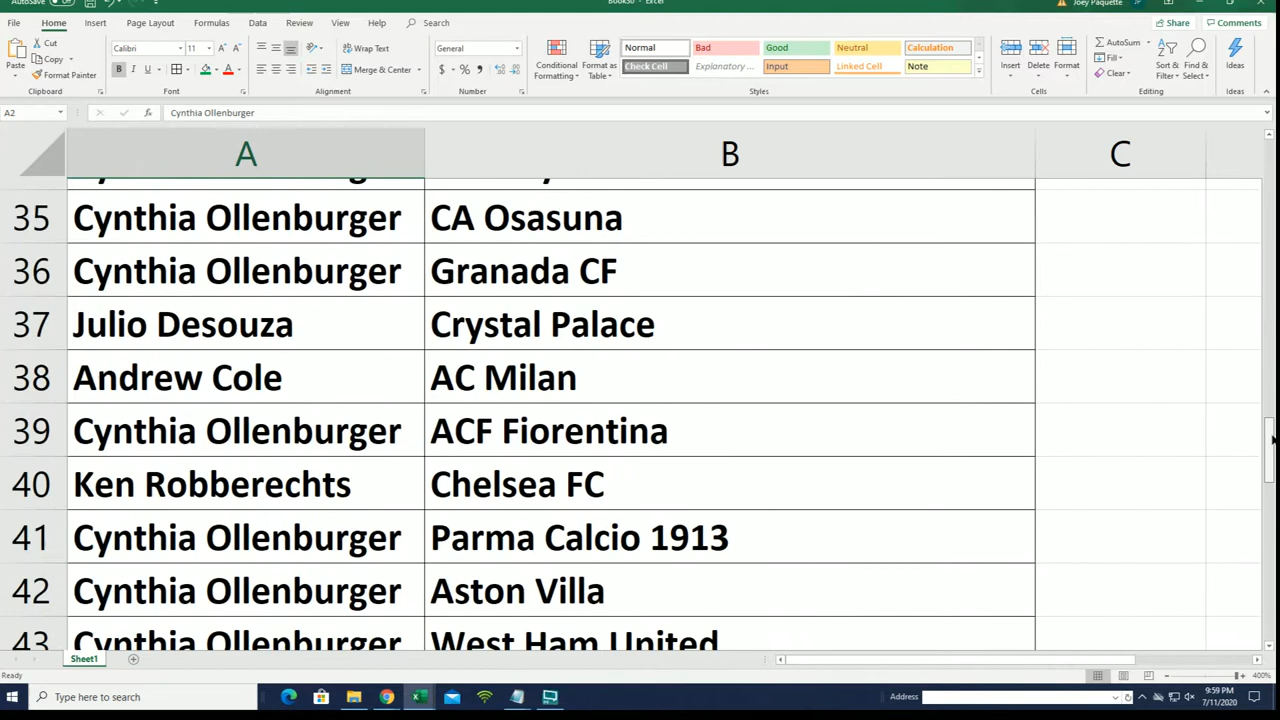 AutoSave
Book30 - Excel
Joey Paquette
File Home Insert Page Layout Formulas Data Review View Help Search Share Comments
Paste Cut Copy Format Painter Clipboard
Calibri 11 A A B I U A Font
Wrap Text Merge & Center Alignment
General $ % , Number
Conditional Formatting Format as Table
Normal Bad Good Neutral Calculation
Check Cell Explanatory ... Input Linked Cell Note
Styles
Insert Delete Format Cells
AutoSum Fill Clear Sort & Filter Find & Select Editing
Ideas Ideas
A2 fx Cynthia Ollenburger
A B C
35 Cynthia Ollenburger CA Osasuna
36 Cynthia Ollenburger Granada CF
37 Julio Desouza Crystal Palace
38 Andrew Cole AC Milan
39 Cynthia Ollenburger ACF Fiorentina
40 Ken Robberechts Chelsea FC
41 Cynthia Ollenburger Parma Calcio 1913
42 Cynthia Ollenburger Aston Villa
43 Cynthia Ollenburger West Ham United
Sheet1
Ready 400%
Type here to search Address 9:59 PM
7/11/2020